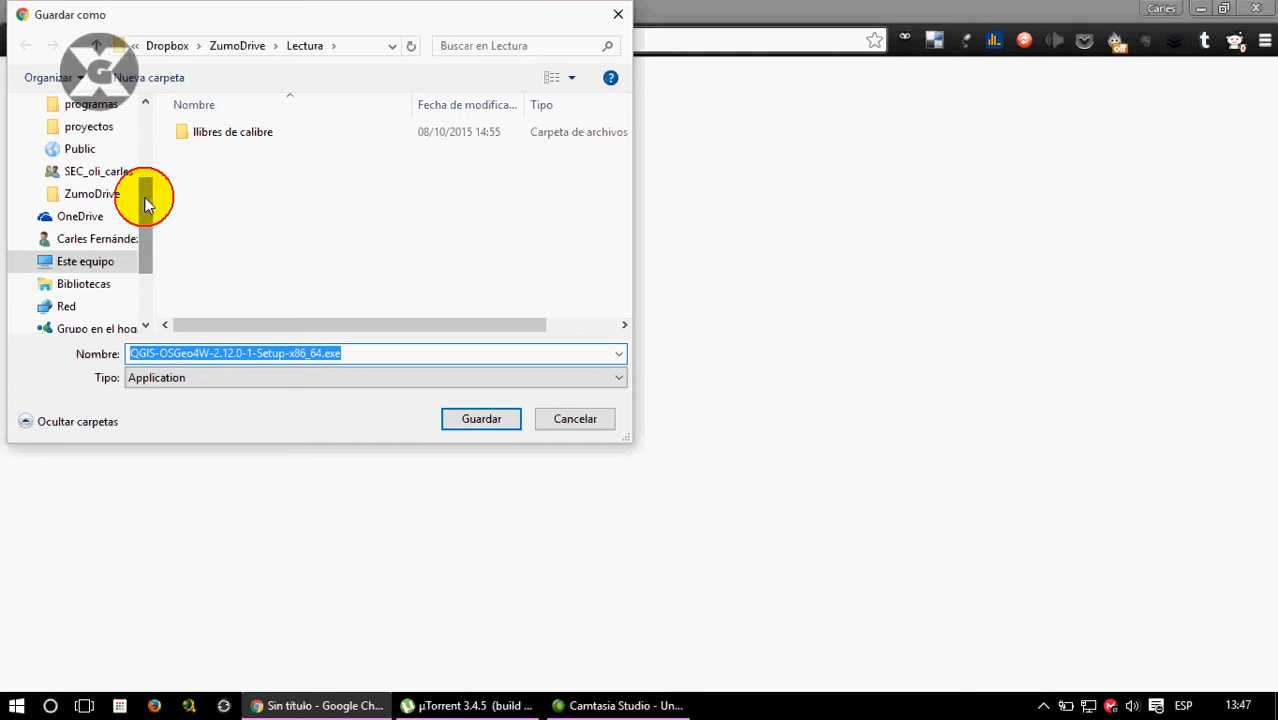 Guardar como
Carles
« Dropbox > ZumoDrive > Lectura >
Buscar en Lectura
Organizar
Nueva carpeta
programas
Nombre
Fecha de modifica...
Tipo
proyectos
llibres de calibre
08/10/2015 14:55
Carpeta de archivos
Public
SEC_oli_carles
ZumoDrive
OneDrive
Carles Fernández
Este equipo
Bibliotecas
Red
Grupo en el hog
Nombre:
QGIS-OSGeo4W-2.12.0-1-Setup-x86_64.exe
Tipo:
Application
Ocultar carpetas
Guardar
Cancelar
off
Sin título - Google Ch...
µTorrent 3.4.5 (build ...
Camtasia Studio - Un...
ESP
13:47